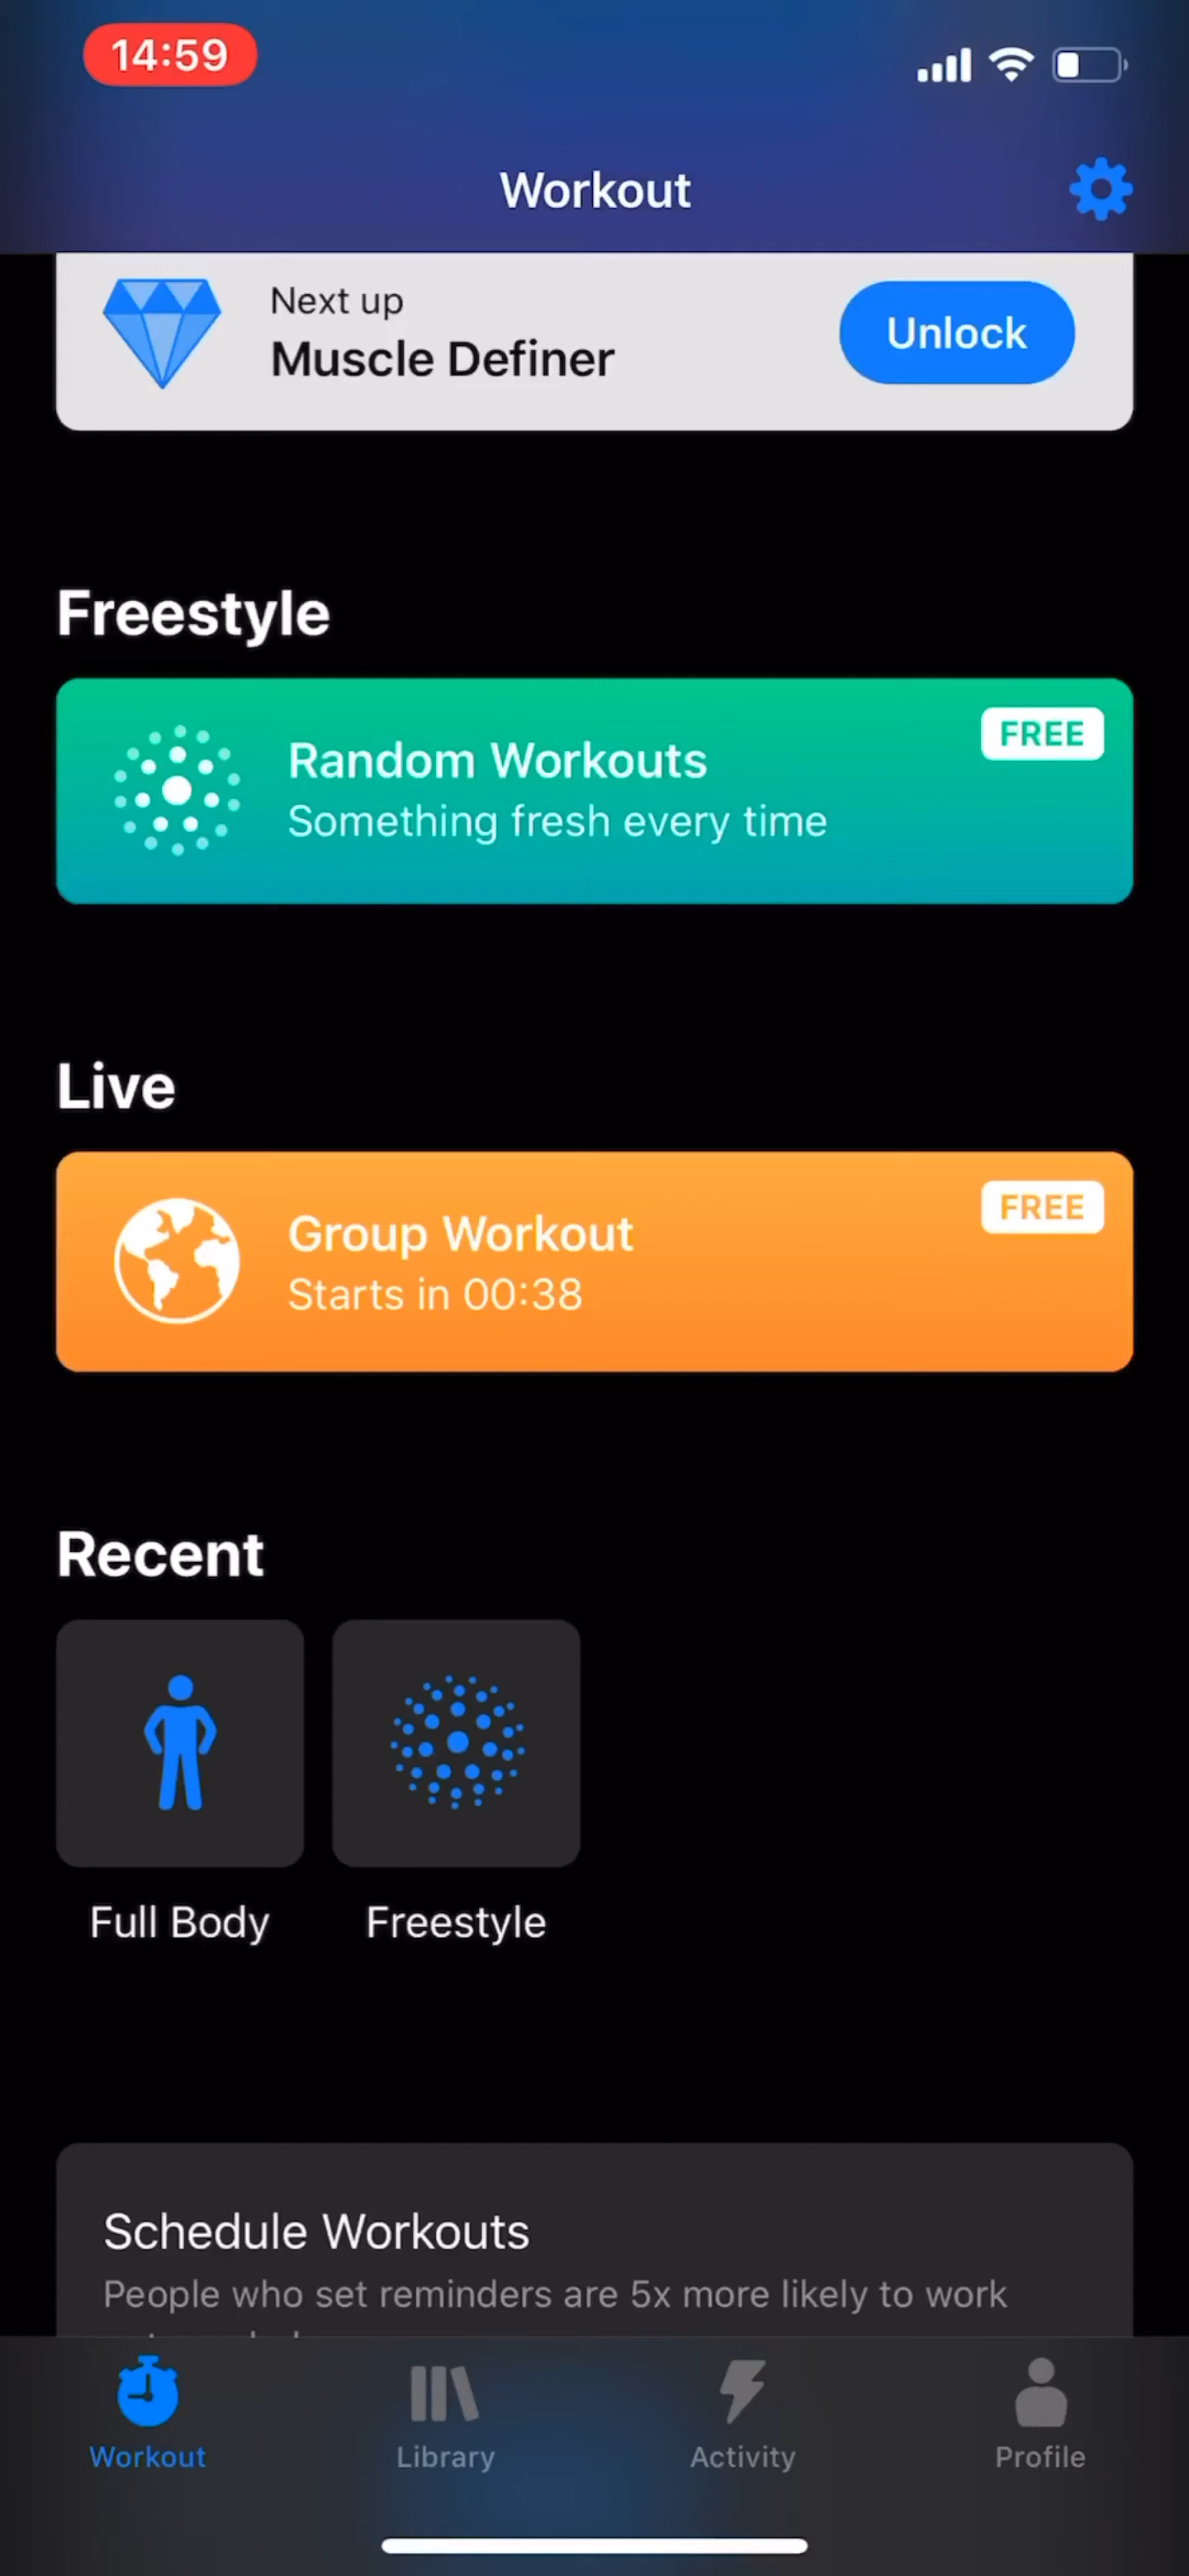 14:59
Workout
Next up
Muscle Definer
Unlock
Freestyle
FREE
Random Workouts
Something fresh every time
Live
FREE
Group Workout
Starts in 00:38
Recent
Full Body
Freestyle
Schedule Workouts
People who set reminders are 5x more likely to work
Workout
Library
Activity
Profile